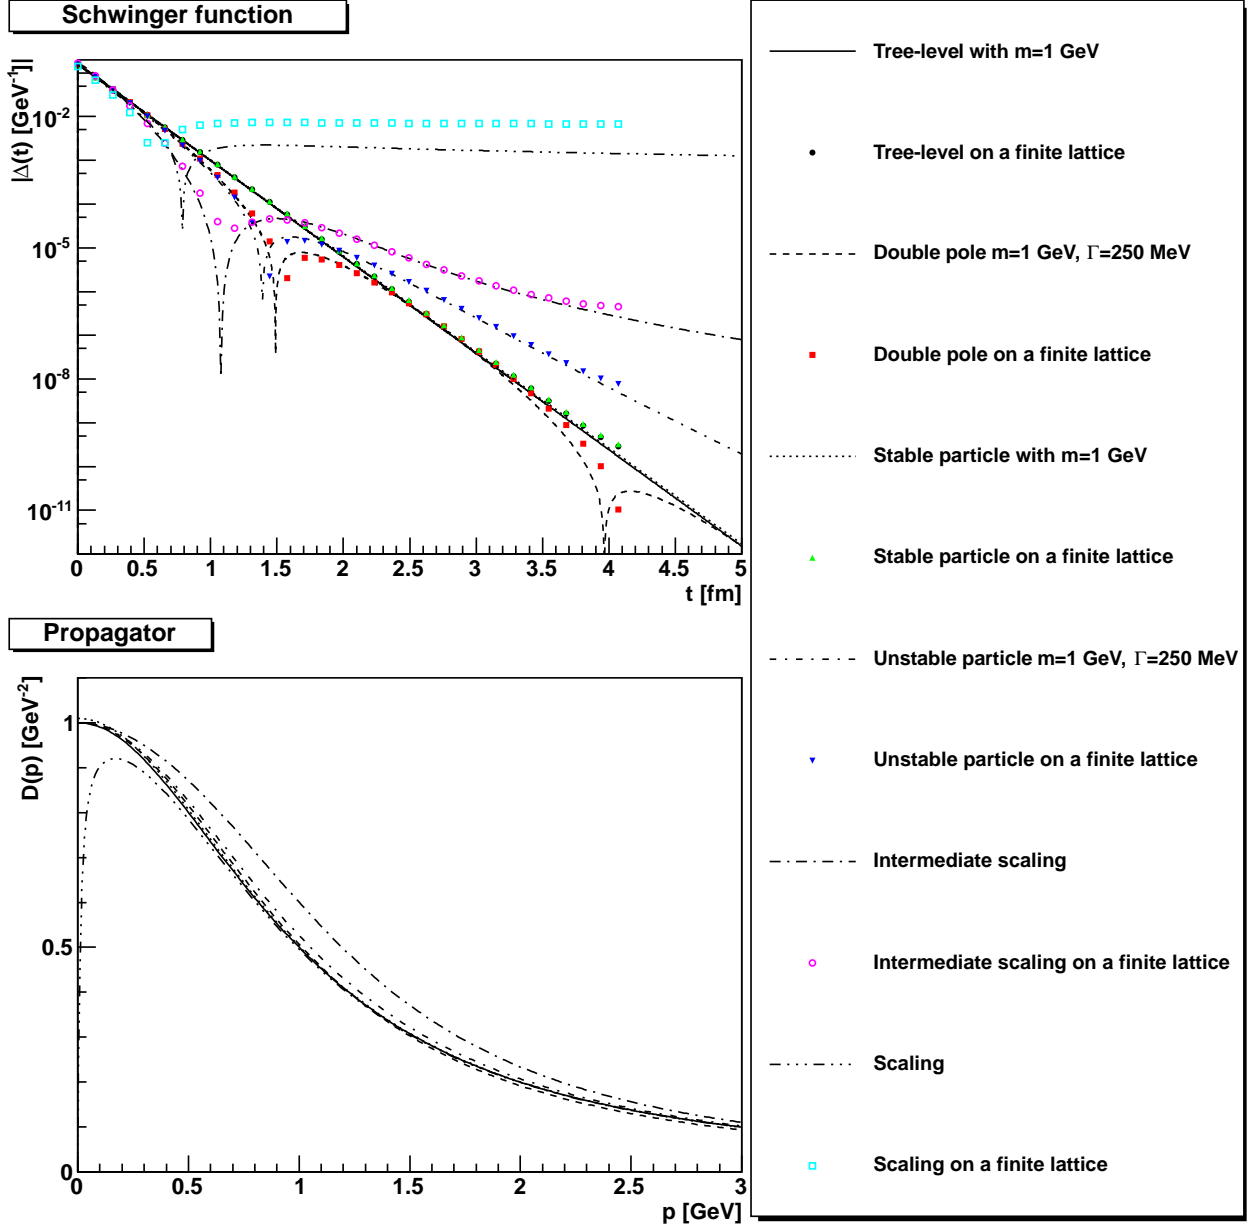 Schwinger function
|Δ(t) [GeV⁻¹]|
10⁻²
10⁻⁵
10⁻⁸
10⁻¹¹
0 0.5 1 1.5 2 2.5 3 3.5 4 4.5 5
t [fm]
Propagator
D(p) [GeV⁻²]
1
0.5
0
0 0.5 1 1.5 2 2.5 3
p [GeV]
Tree-level with m=1 GeV
Tree-level on a finite lattice
Double pole m=1 GeV, Γ=250 MeV
Double pole on a finite lattice
Stable particle with m=1 GeV
Stable particle on a finite lattice
Unstable particle m=1 GeV, Γ=250 MeV
Unstable particle on a finite lattice
Intermediate scaling
Intermediate scaling on a finite lattice
Scaling
Scaling on a finite lattice